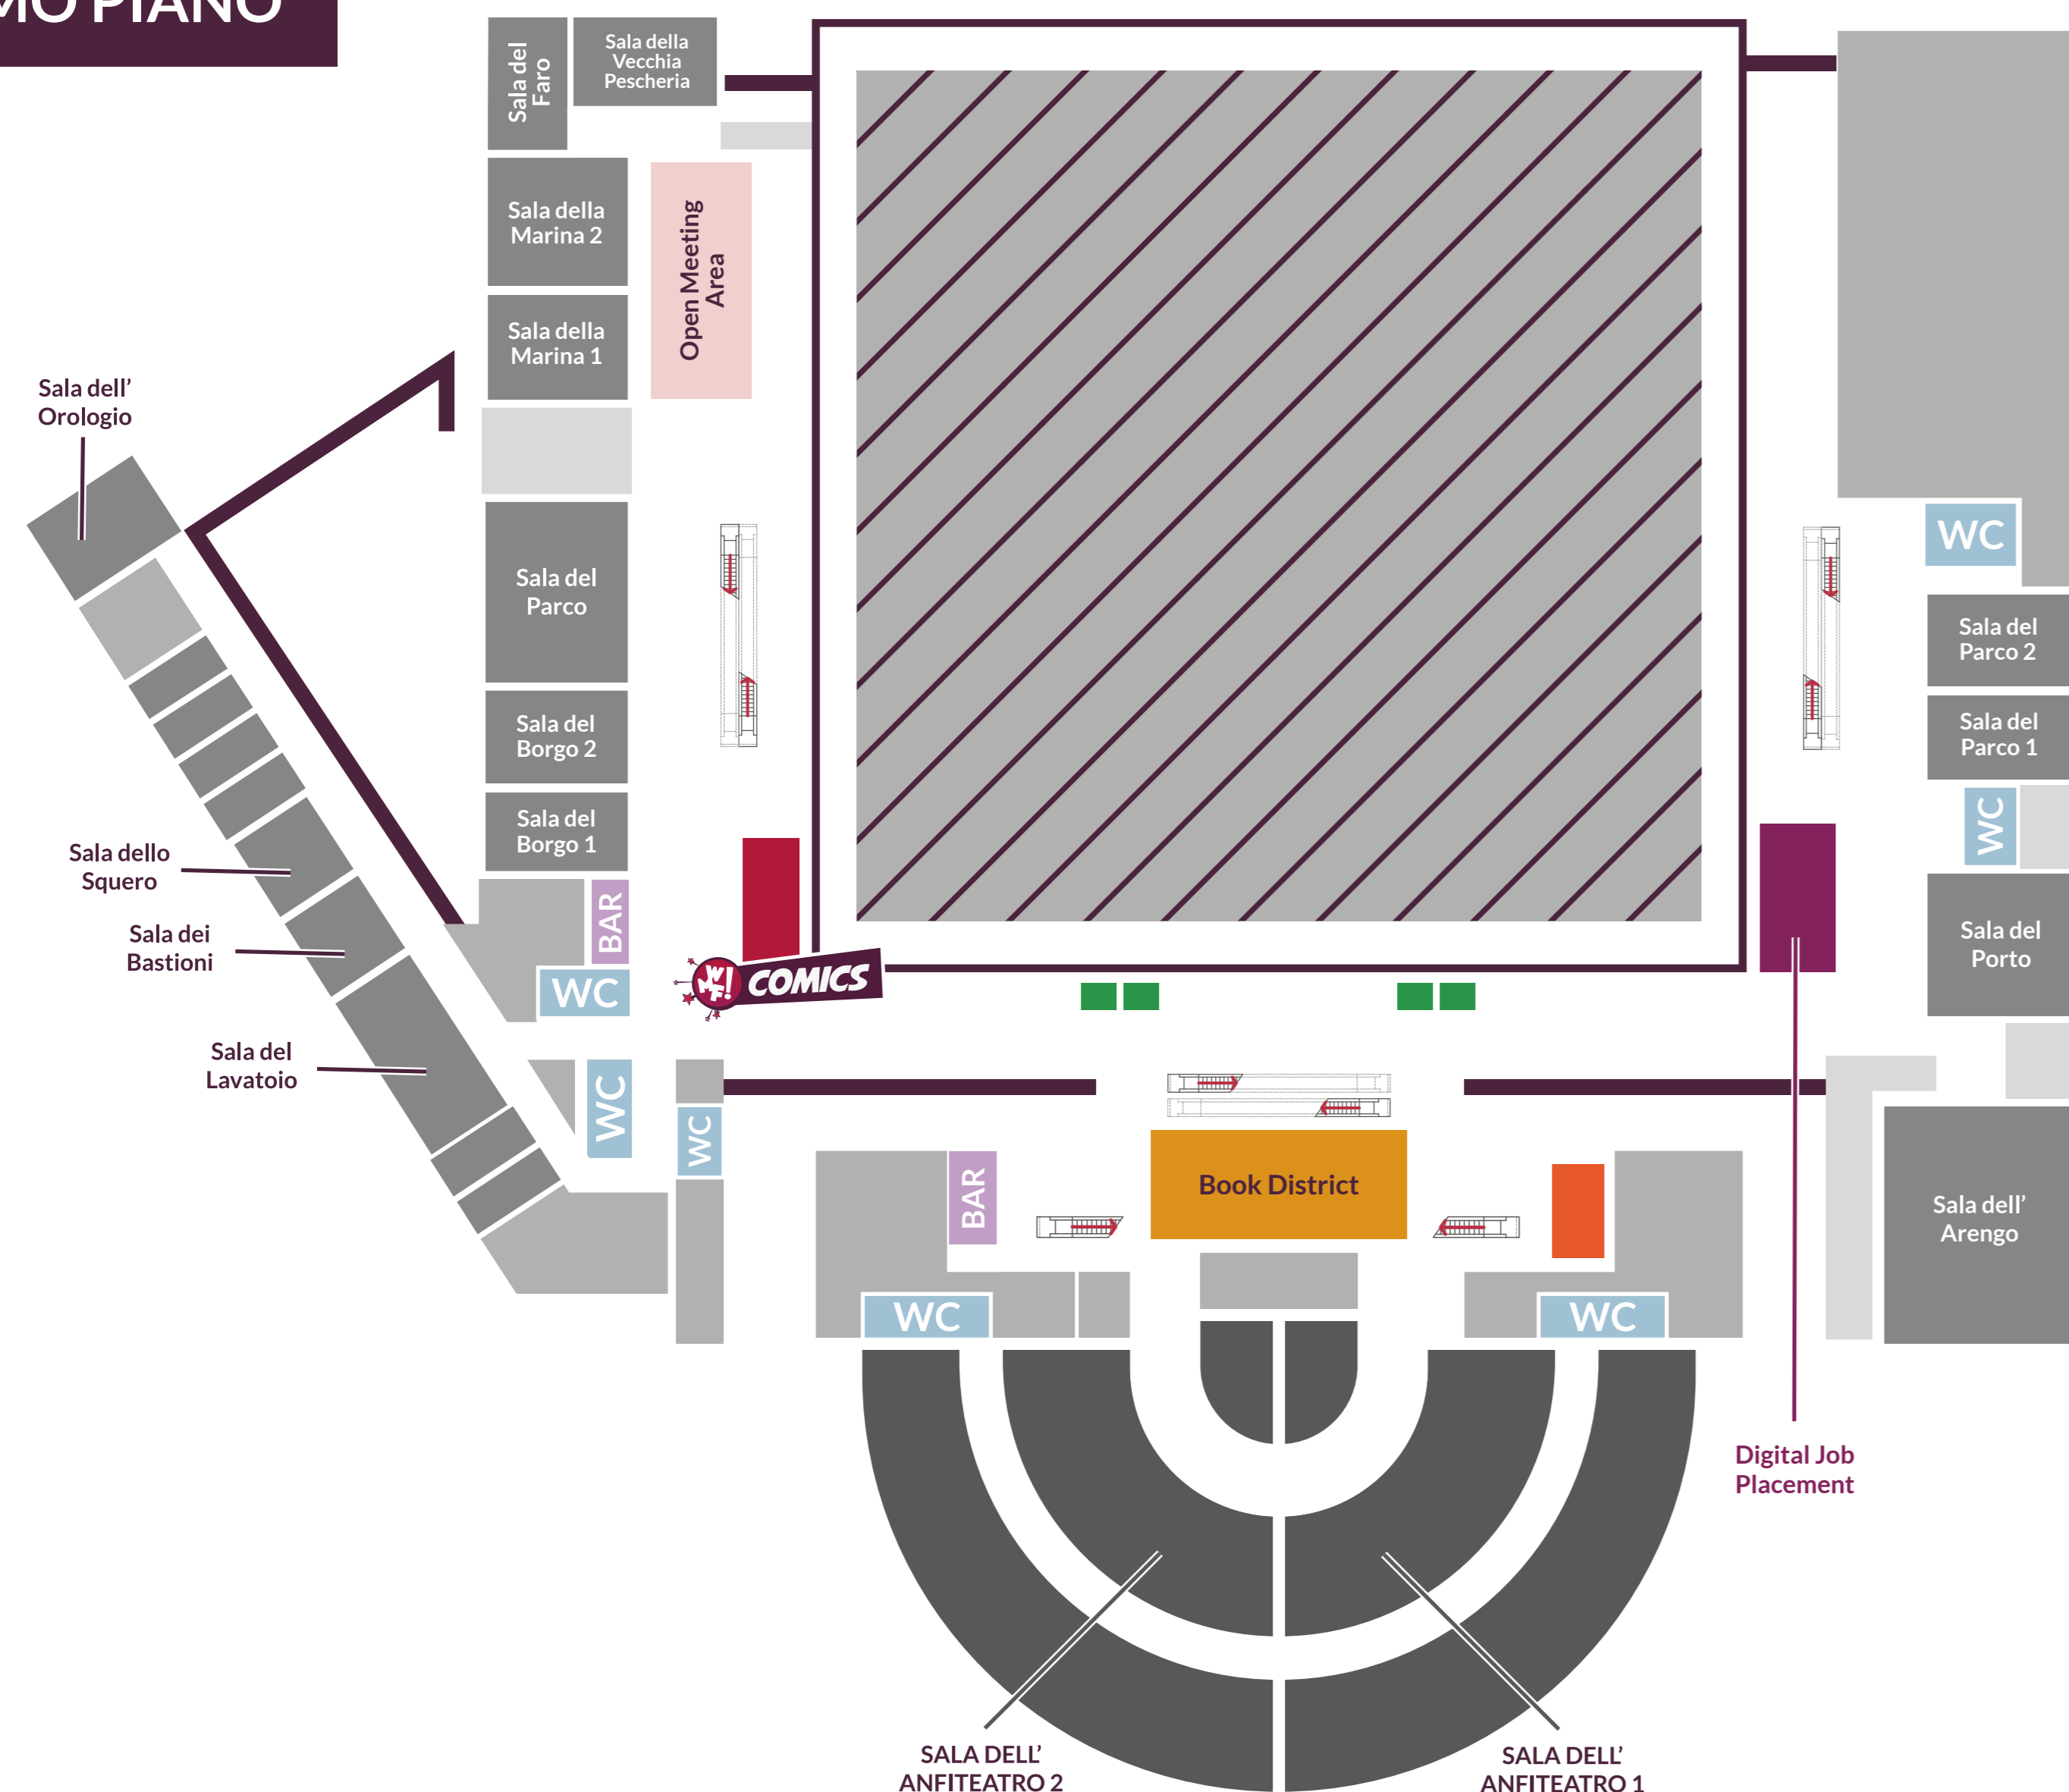 MO PIANO
Sala del
Faro
Sala della
Vecchia
Pescheria
Sala della
Marina 2
Open Meeting
Area
Sala della
Marina 1
Sala dell’
Orologio
WC
Sala del
Parco
Sala del
Parco 2
Sala del
Borgo 2
Sala del
Parco 1
Sala del
Borgo 1
WC
Sala dello
Squero
BAR
Sala dei
Bastioni
Sala del
Porto
WC
WMF!
COMICS
Sala del
Lavatoio
WC
WC
BAR
Book District
Sala dell’
Arengo
WC
WC
Digital Job
Placement
SALA DELL’
ANFITEATRO 2
SALA DELL’
ANFITEATRO 1